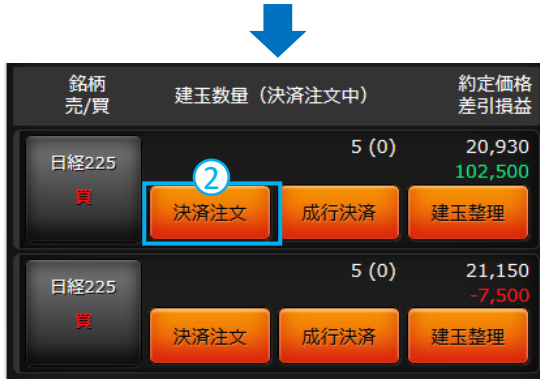 銘柄
売/買
建玉数量（決済注文中）
約定価格
差引損益
日経225
買
5 (0)
20,930
102,500
2
決済注文
成行決済
建玉整理
日経225
買
5 (0)
21,150
-7,500
決済注文
成行決済
建玉整理